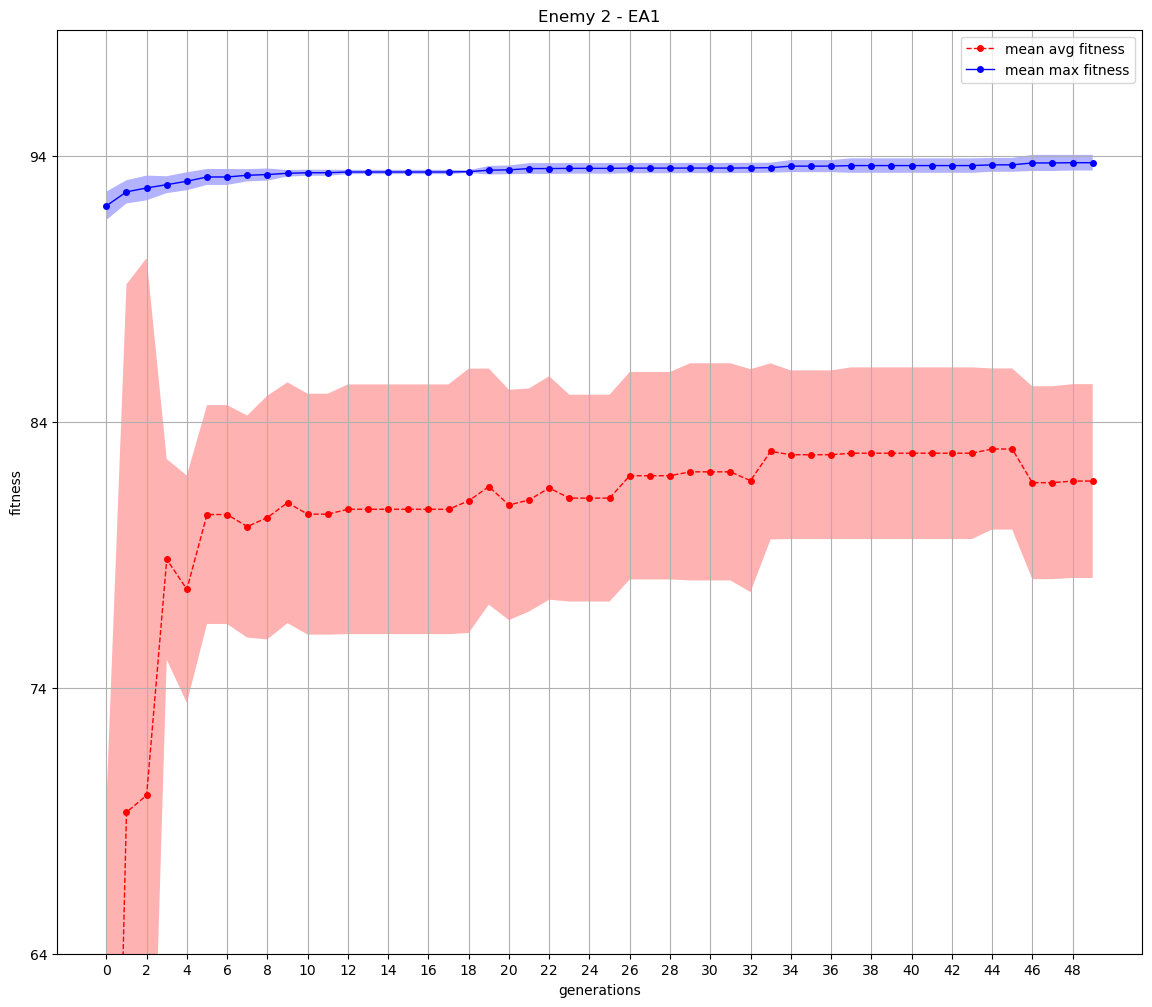 Enemy 2 - EA1
mean avg fitness
mean max fitness
94
84
74
64
fitness
0 2 4 6 8 10 12 14 16 18 20 22 24 26 28 30 32 34 36 38 40 42 44 46 48
generations